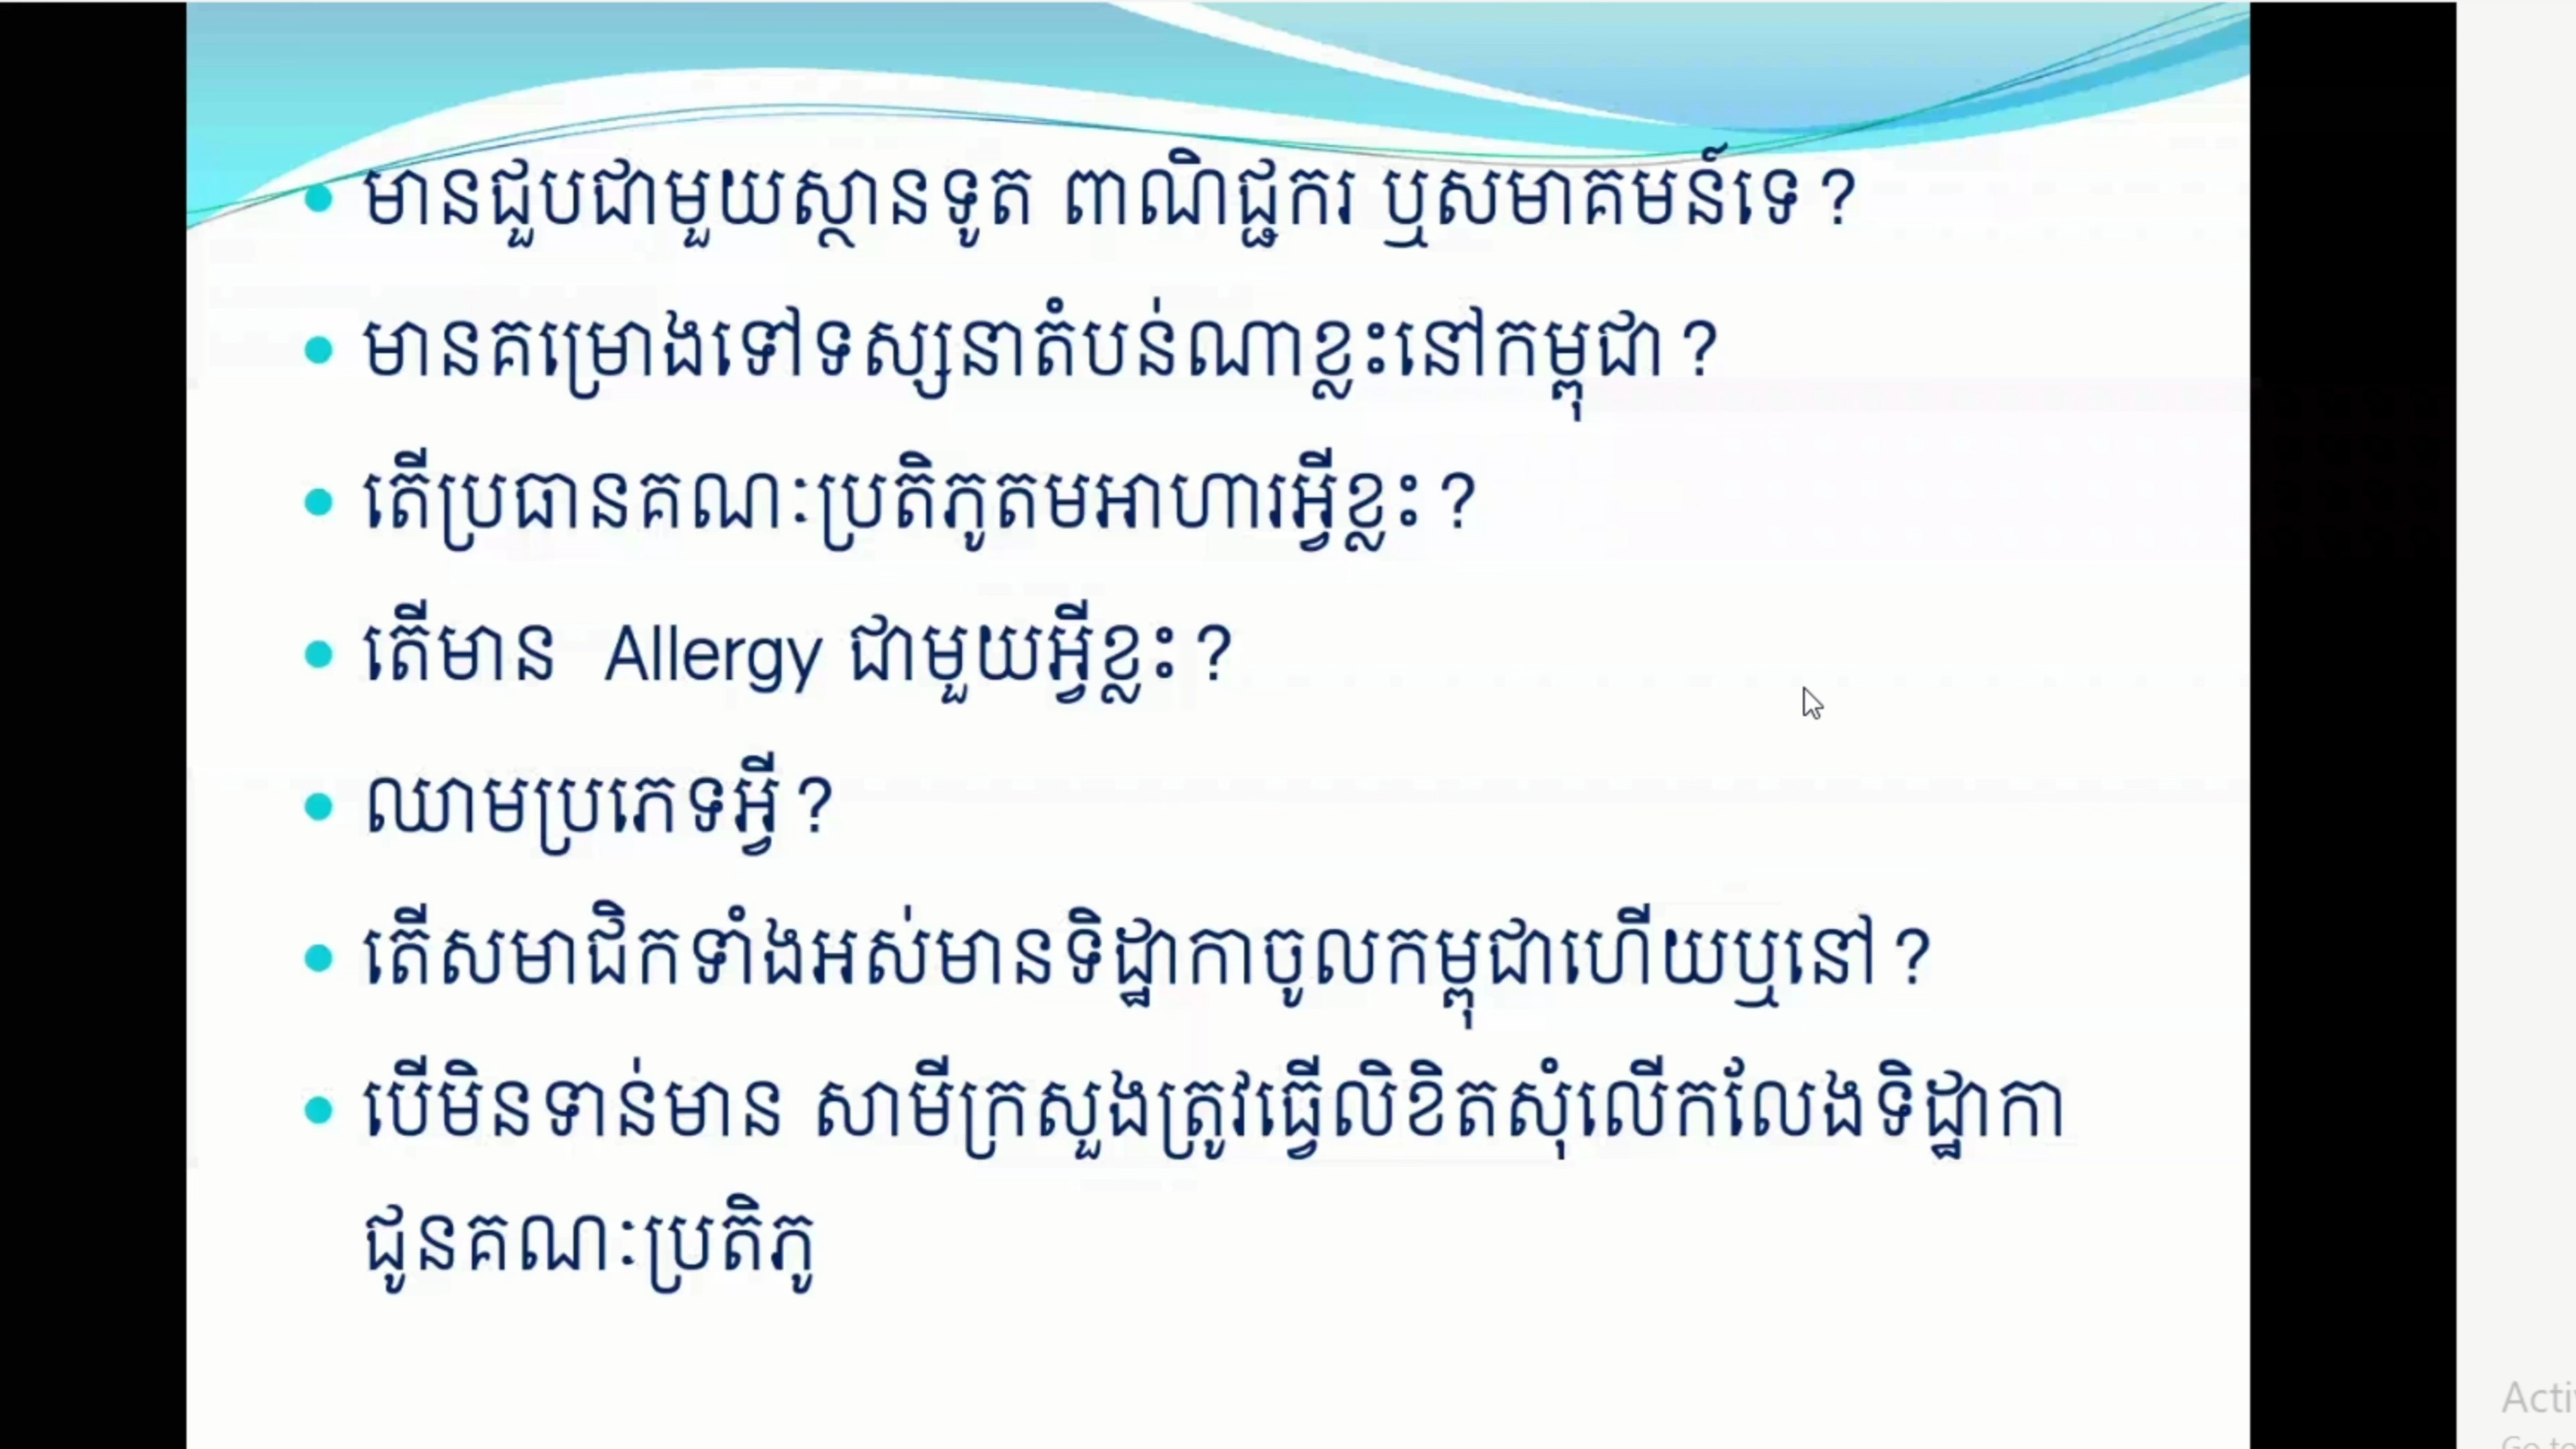 • មានជួបជាមួយស្ថានទូត ពាណិជ្ជករ ឬសមាគមន៍ទេ?
• មានគម្រោងទៅទស្សនាតំបន់ណាខ្លះនៅកម្ពុជា?
• តើប្រធានគណៈប្រតិភូតមអាហារអ្វីខ្លះ?
• តើមាន Allergy ជាមួយអ្វីខ្លះ?
• ឈាមប្រភេទអ្វី?
• តើសមាជិកទាំងអស់មានទិដ្ឋាកាចូលកម្ពុជាហើយឬនៅ?
• បើមិនទាន់មាន សាមីក្រសួងត្រូវធ្វើលិខិតសុំលើកលែងទិដ្ឋាកា
ជូនគណៈប្រតិភូ